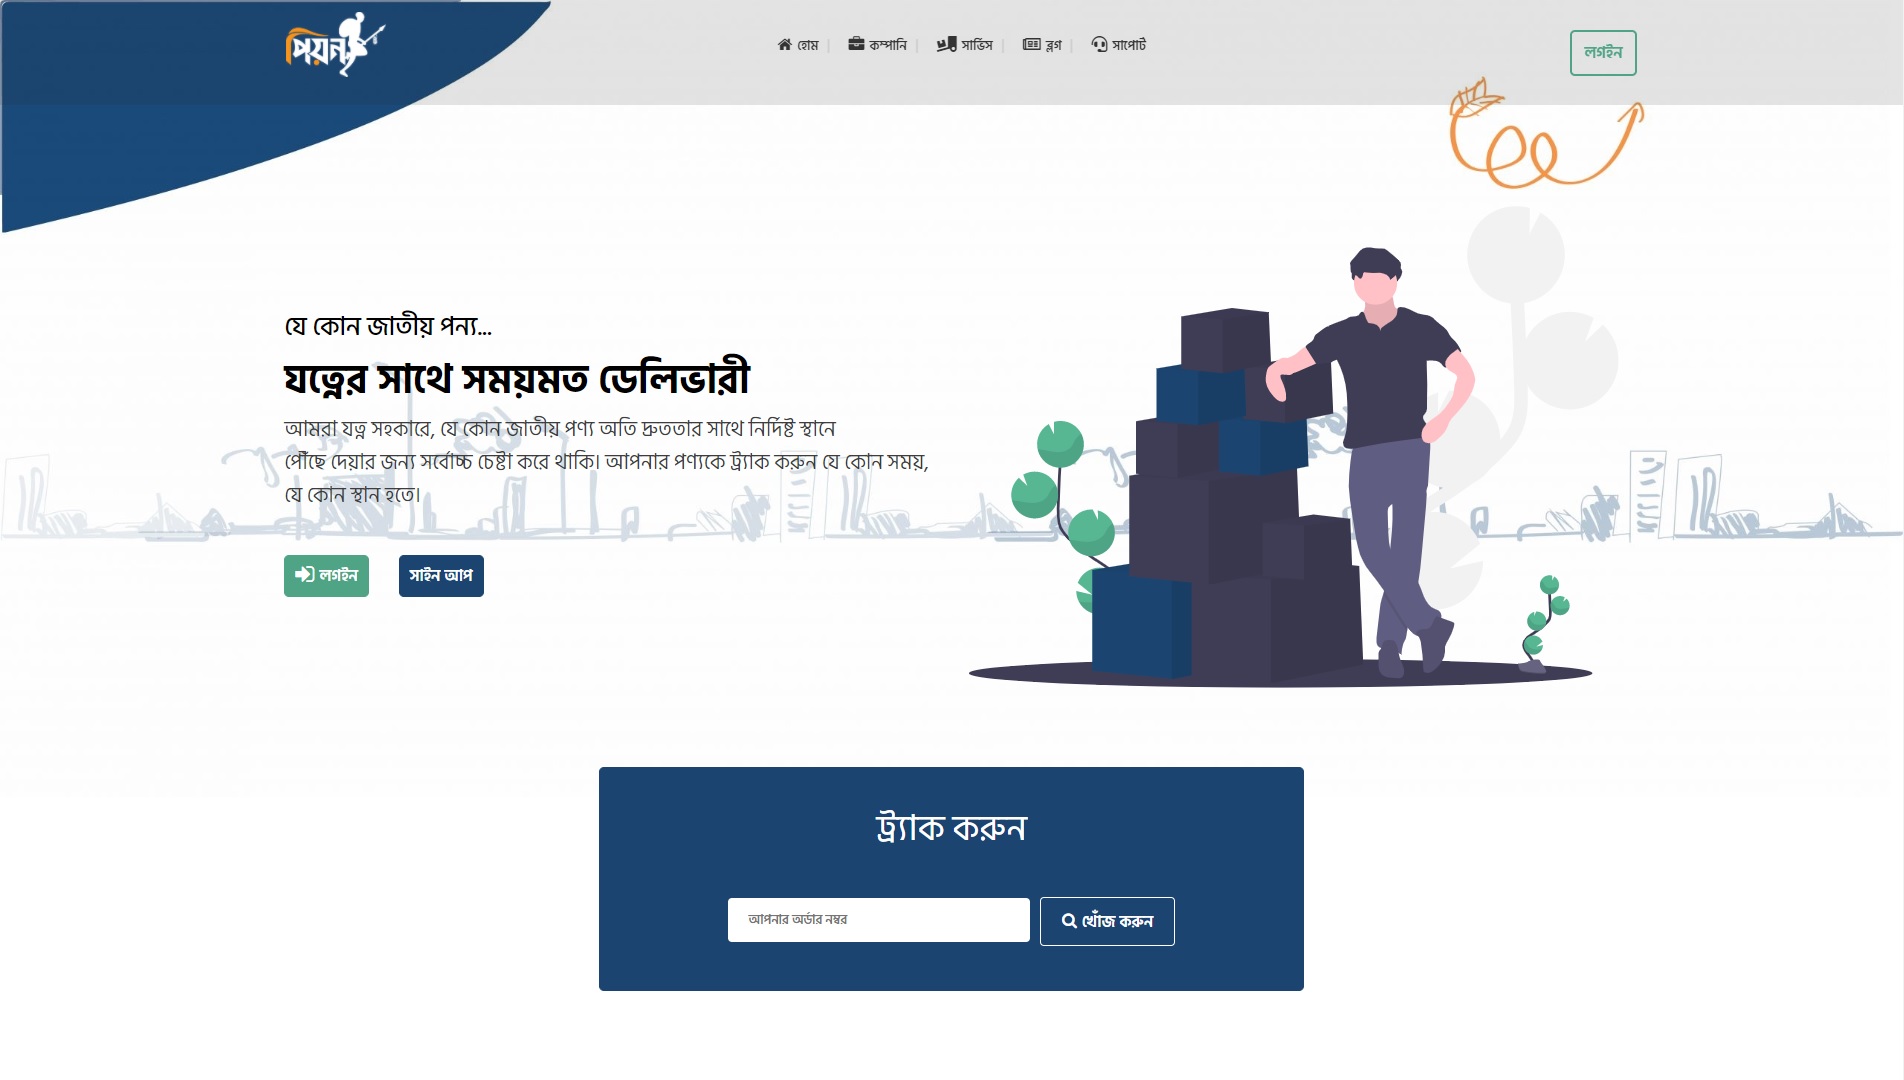 পিয়ন
হোম
কম্পানি
সার্ভিস
ব্লগ
সাপোর্ট
লগইন
যে কোন জাতীয় পন্য...
যত্নের সাথে সময়মত ডেলিভারী
আমরা যত্ন সহকারে, যে কোন জাতীয় পণ্য অতি দ্রুততার সাথে নির্দিষ্ট স্থানে
পৌঁছে দেয়ার জন্য সর্বোচ্চ চেষ্টা করে থাকি। আপনার পণ্যকে ট্র্যাক করুন যে কোন সময়,
যে কোন স্থান হতে।
লগইন
সাইন আপ
ট্র্যাক করুন
আপনার অর্ডার নম্বর
খোঁজ করুন